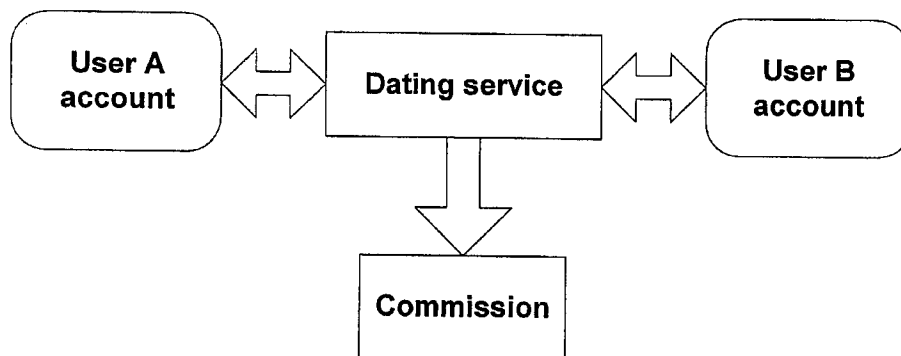 User A
account
Dating service
User B
account
Commission